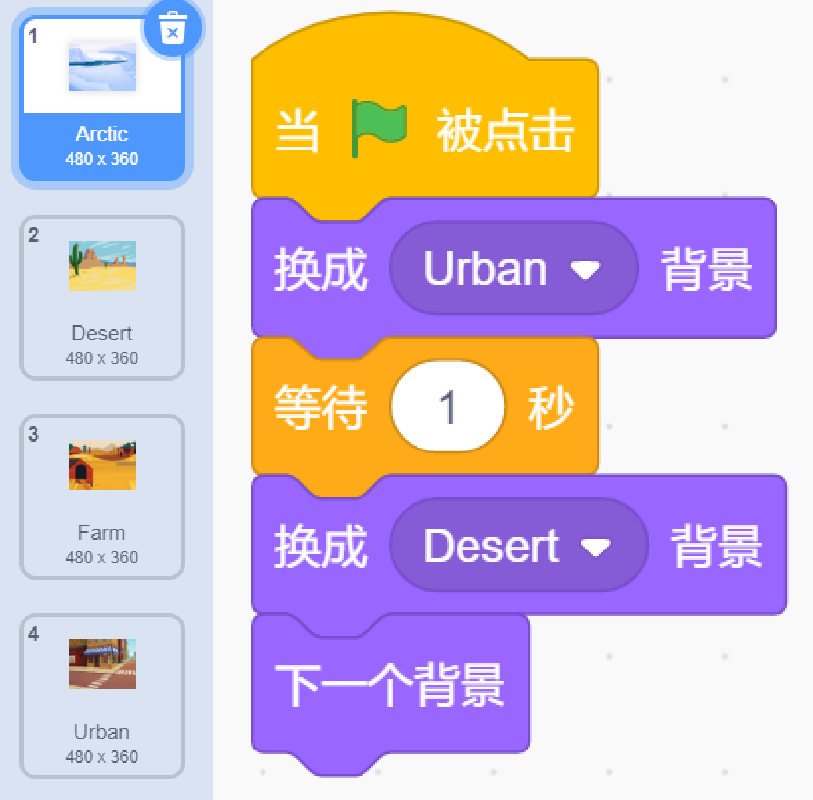 1
Arctic
480 x 360
2
Desert
480 x 360
3
Farm
480 x 360
4
Urban
480 x 360
当 被点击
换成 Urban 背景
等待 1 秒
换成 Desert 背景
下一个背景